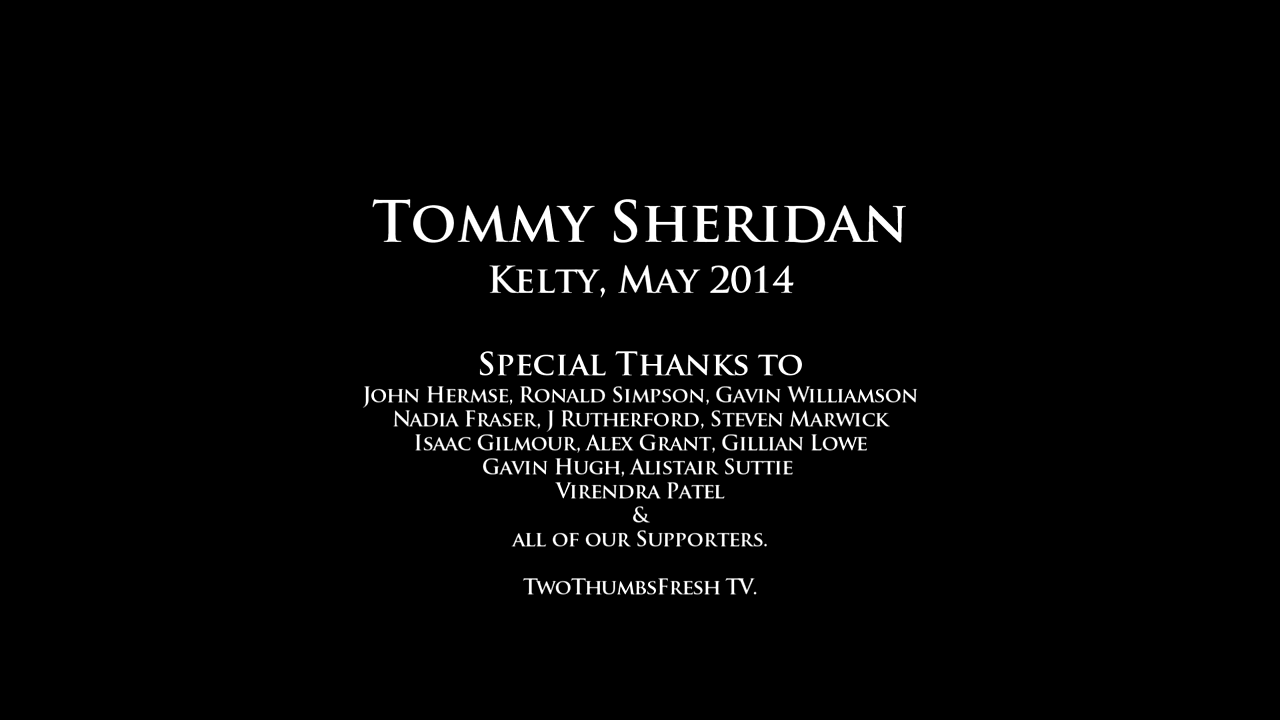 Tommy Sheridan
Kelty, May 2014
Special Thanks to
John Hermse, Ronald Simpson, Gavin Williamson
Nadia Fraser, J Rutherford, Steven Marwick
Isaac Gilmour, Alex Grant, Gillian Lowe
Gavin Hugh, Alistair Suttie
Virendra Patel
&
all of our Supporters.
TwoThumbsFresh TV.